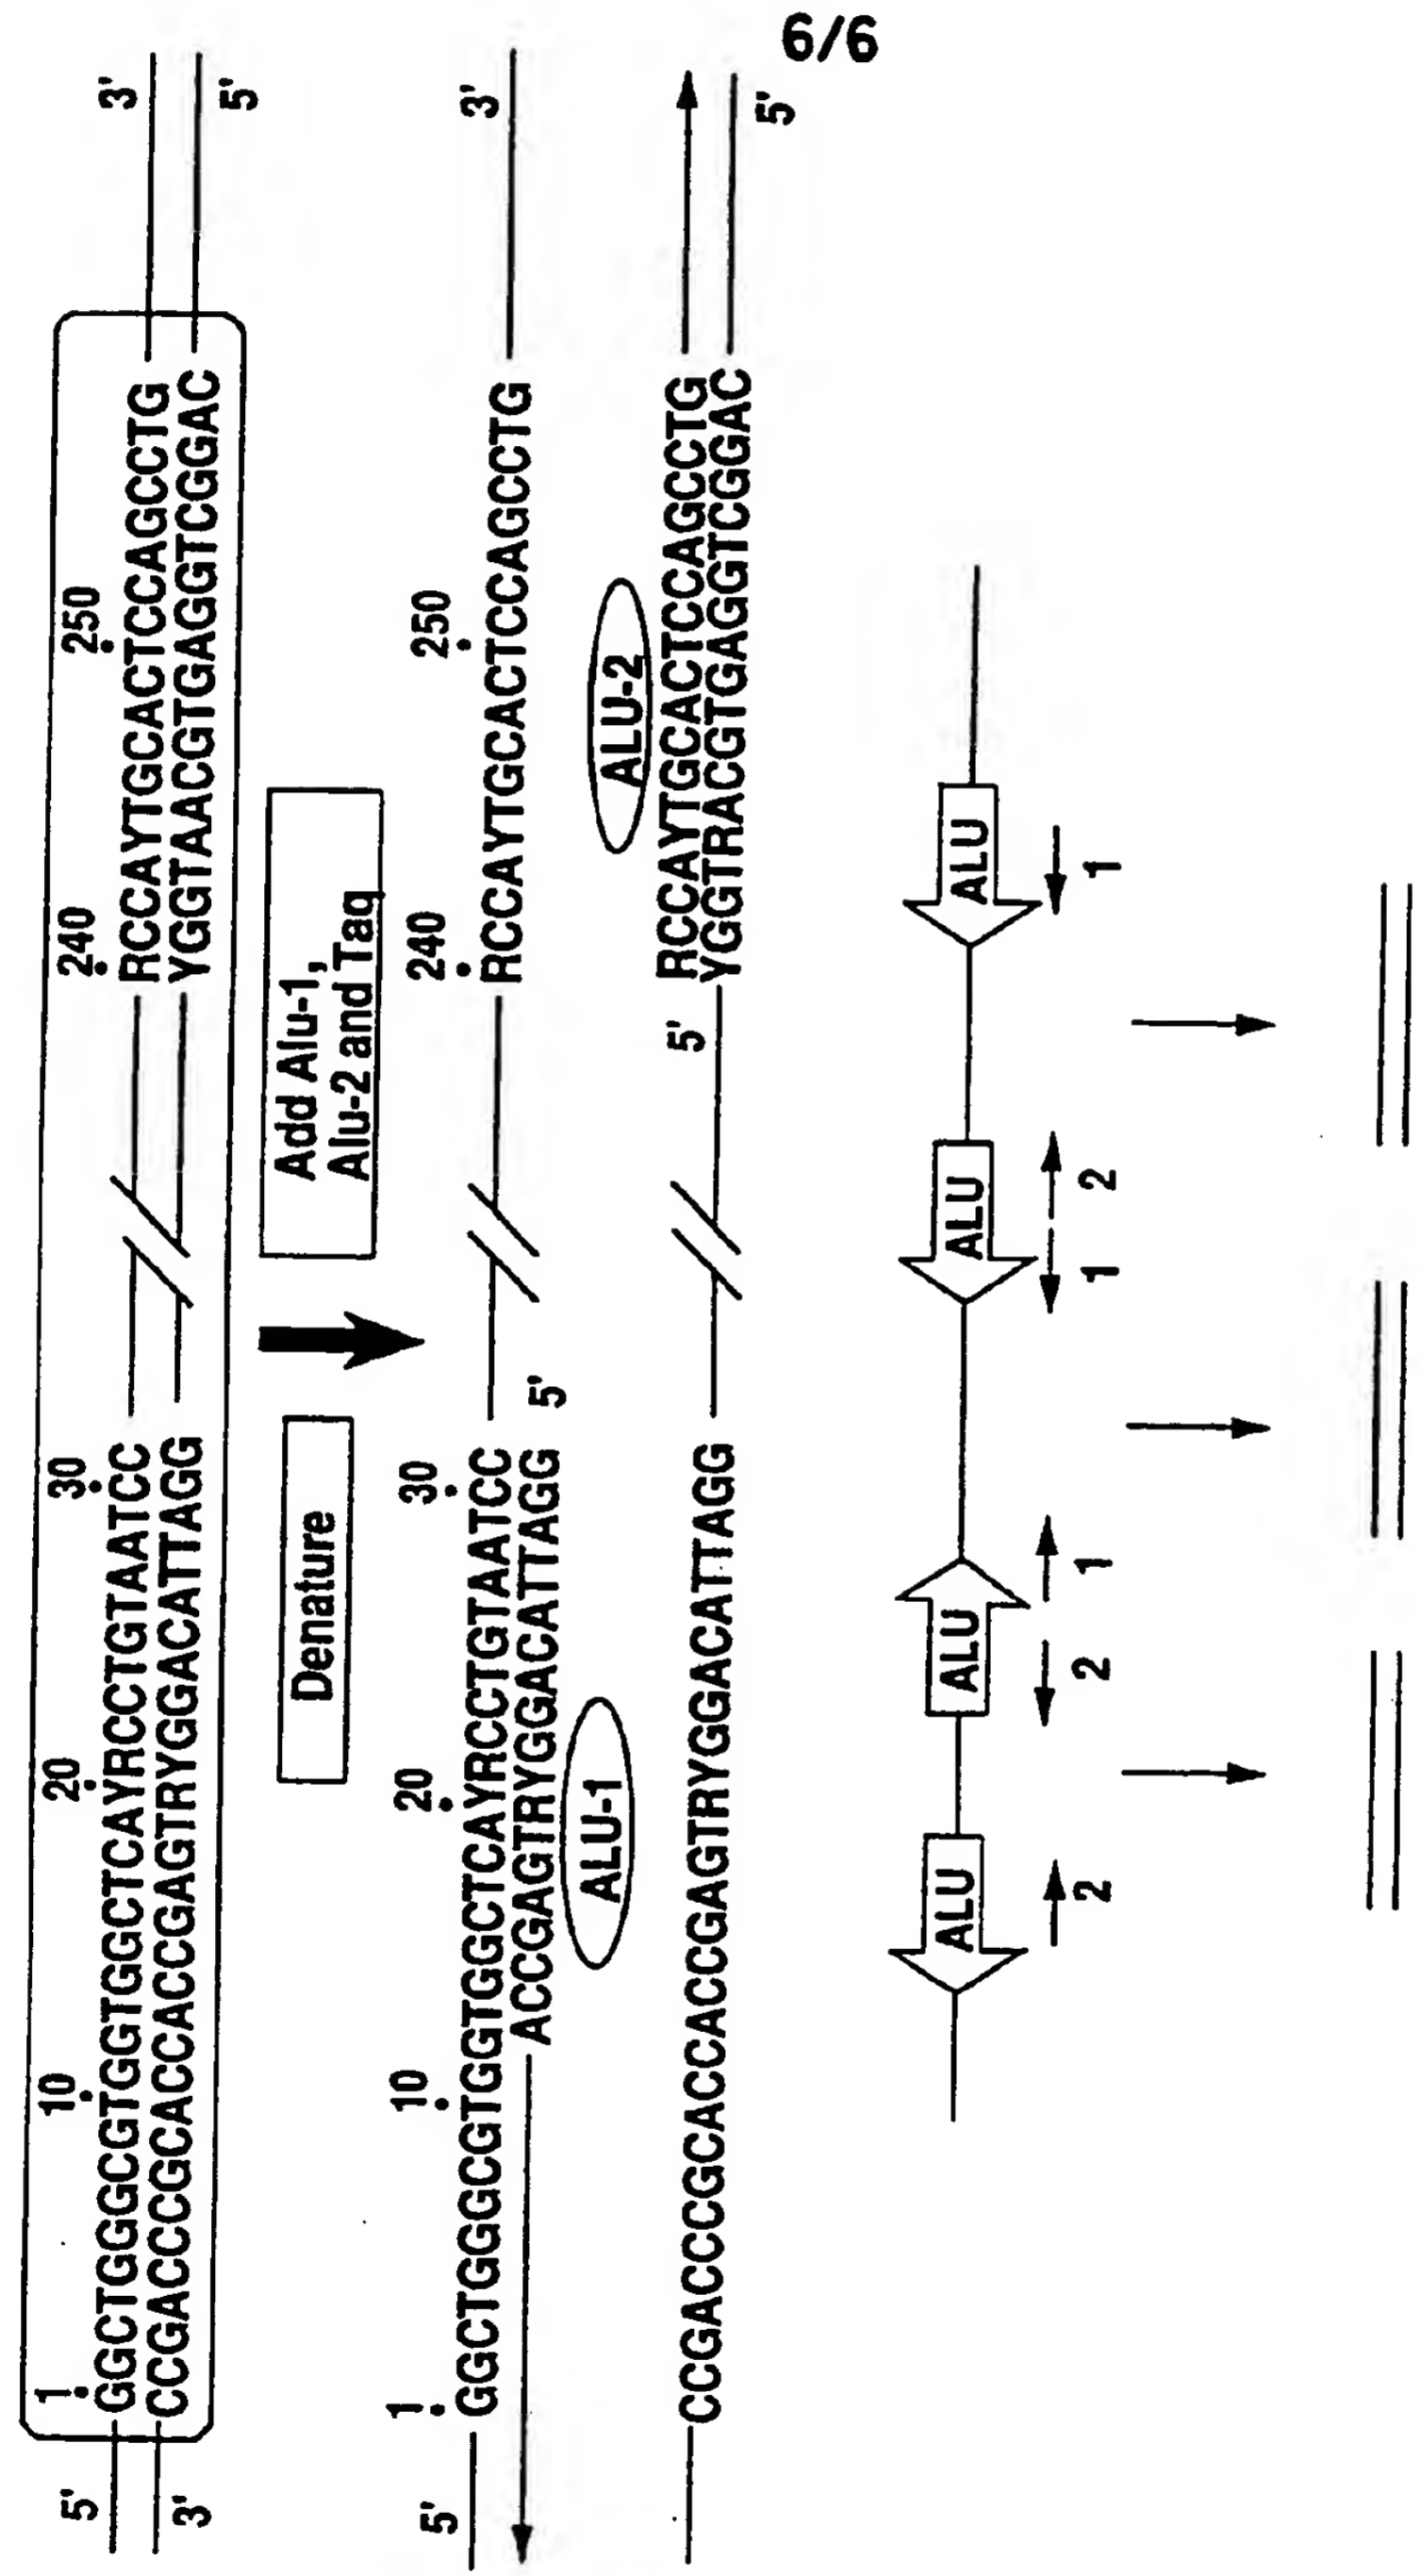 6/6
1 10 20 30 240 250
5' GGCTGGGCGTGGTGGCTCAYRCCTGTAATCC RCCAYTGCACTCCAGCCTG 3'
3' CCGACCCGCACCACCGAGTRYGGACATTAGG YGGTAACGTGAGGTCGGAC 5'
Denature
Add Alu-1,
Alu-2 and Taq
1 10 20 30 240 250
5' GGCTGGGCGTGGTGGCTCAYRCCTGTAATCC RCCAYTGCACTCCAGCCTG 3'
ACCGAGTRYGGACATTAGG 5'
ALU-1
ALU-2
5' RCCAYTGCACTCCAGCCTG
CCGACCCGCACCACCGAGTRYGGACATTAGG YGGTRACGTGAGGTCGGAC 5'
ALU ALU ALU ALU
2 2 1 1 2 1